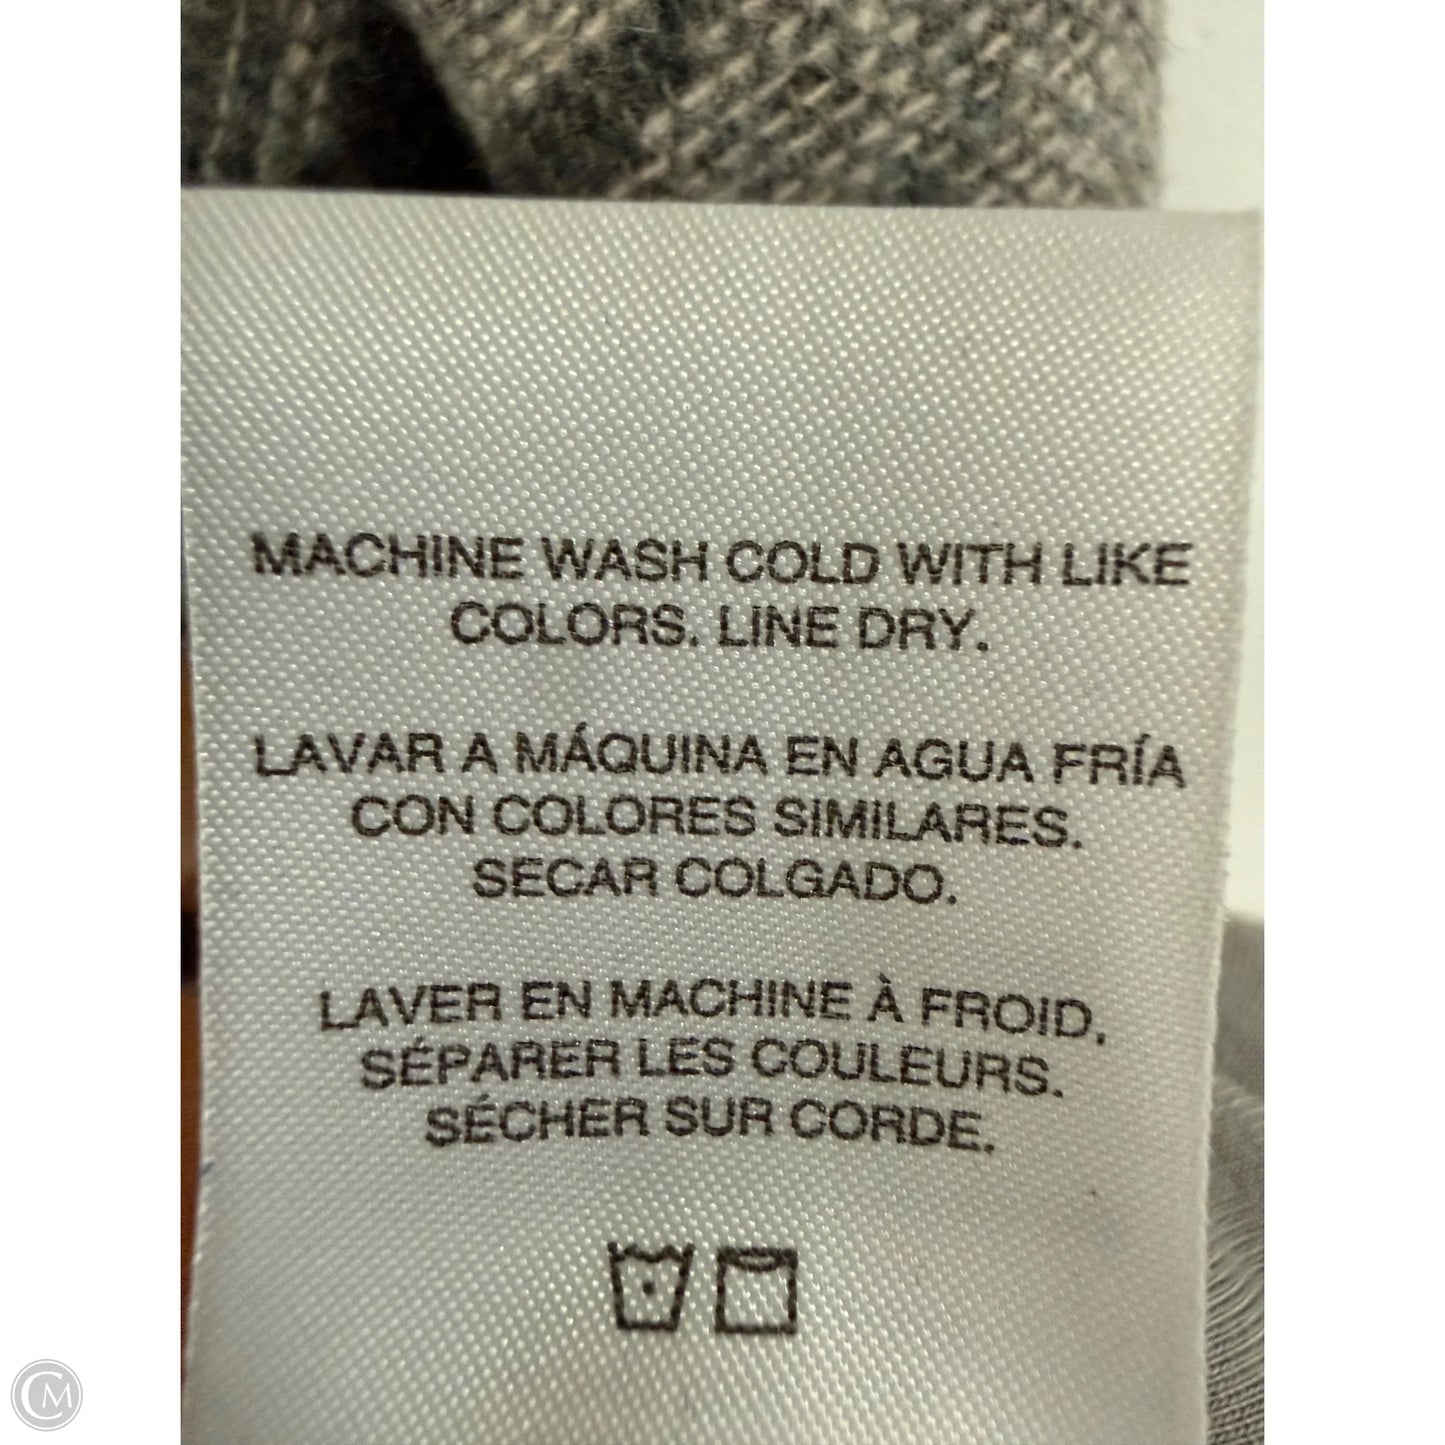 MACHINE WASH COLD WITH LIKE
COLORS. LINE DRY.
LAVAR A MÁQUINA EN AGUA FRÍA
CON COLORES SIMILARES.
SECAR COLGADO.
LAVER EN MACHINE À FROID,
SÉPARER LES COULEURS.
SÉCHER SUR CORDE.
CM